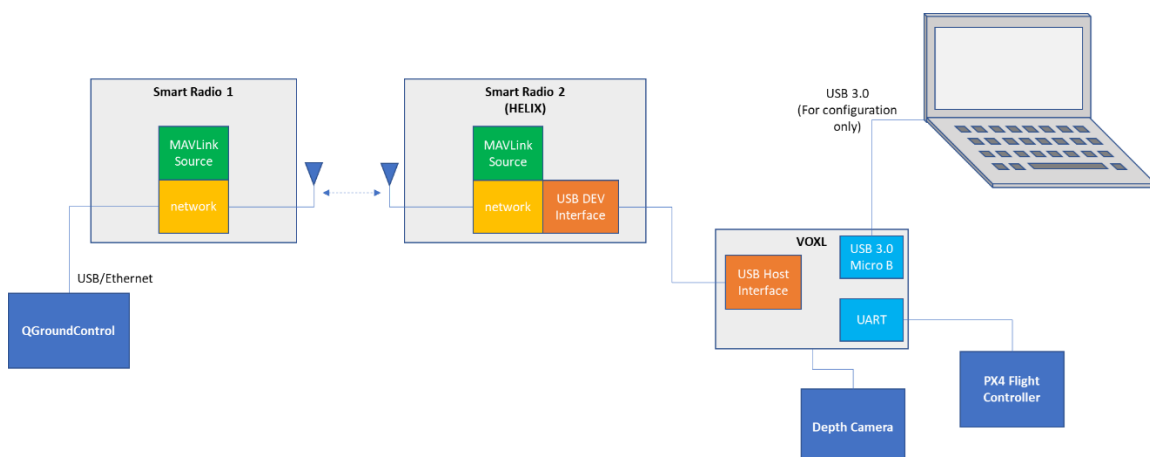 Smart Radio 1
MAVLink
Source
network
USB/Ethernet
QGroundControl
Smart Radio 2
(HELIX)
MAVLink
Source
network
USB DEV
Interface
USB 3.0
(For configuration
only)
VOXL
USB Host
Interface
USB 3.0
Micro B
UART
Depth Camera
PX4 Flight
Controller